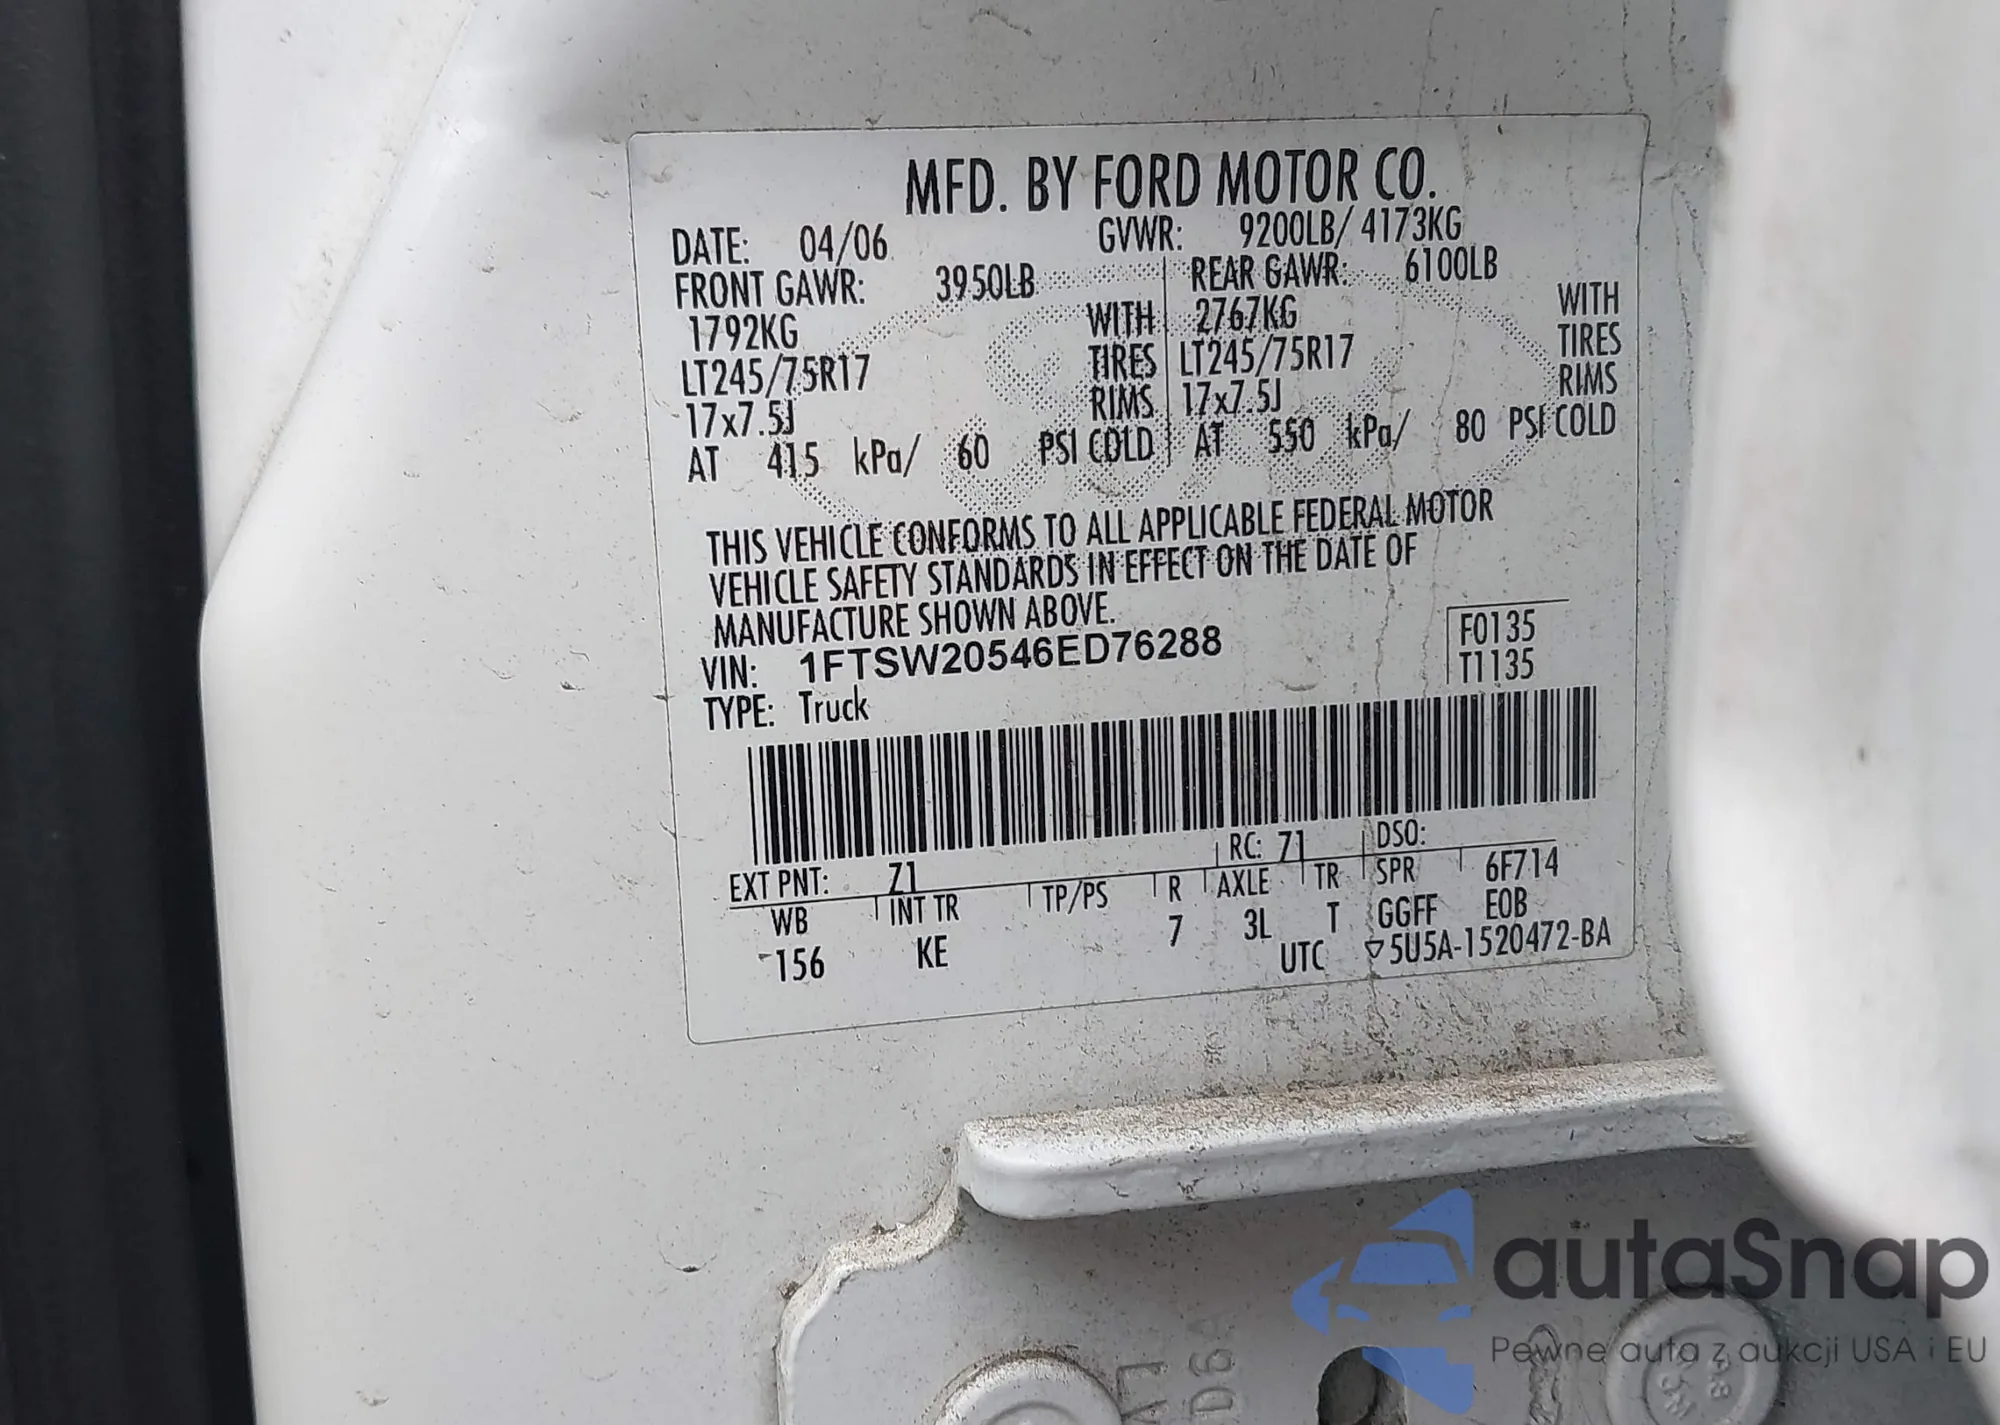 MFD. BY FORD MOTOR CO.
DATE: 04/06 GVWR: 9200LB/ 4173KG
FRONT GAWR: 3950LB REAR GAWR: 6100LB
1792KG WITH 2767KG WITH
LT245/75R17 TIRES LT245/75R17 TIRES
17x7.5J RIMS 17x7.5J RIMS
AT 415 kPa/ 60 PSI COLD AT 550 kPa/ 80 PSI COLD
THIS VEHICLE CONFORMS TO ALL APPLICABLE FEDERAL MOTOR
VEHICLE SAFETY STANDARDS IN EFFECT ON THE DATE OF
MANUFACTURE SHOWN ABOVE.
VIN: 1FTSW20546ED76288 F0135
TYPE: Truck T1135
EXT PNT: Z1 RC: 71 DSO:
WB INT TR TP/PS R AXLE TR SPR 6F714
156 KE 7 3L T GGFF EOB
UTC ▽5U5A-1520472-BA
autaSnap
Pewne auta z aukcji USA i EU